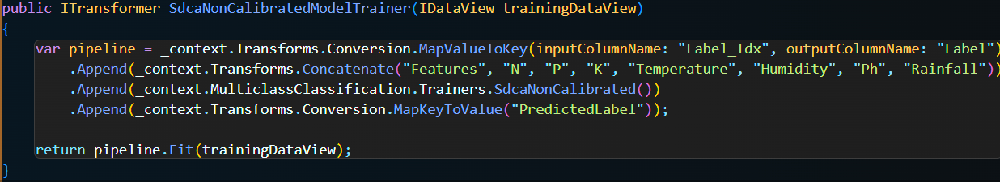 public ITransformer SdcaNonCalibratedModelTrainer(IDataView trainingDataView)
{
    var pipeline = _context.Transforms.Conversion.MapValueToKey(inputColumnName: "Label_Idx", outputColumnName: "Label")
        .Append(_context.Transforms.Concatenate("Features", "N", "P", "K", "Temperature", "Humidity", "Ph", "Rainfall"))
        .Append(_context.MulticlassClassification.Trainers.SdcaNonCalibrated())
        .Append(_context.Transforms.Conversion.MapKeyToValue("PredictedLabel"));

    return pipeline.Fit(trainingDataView);
}